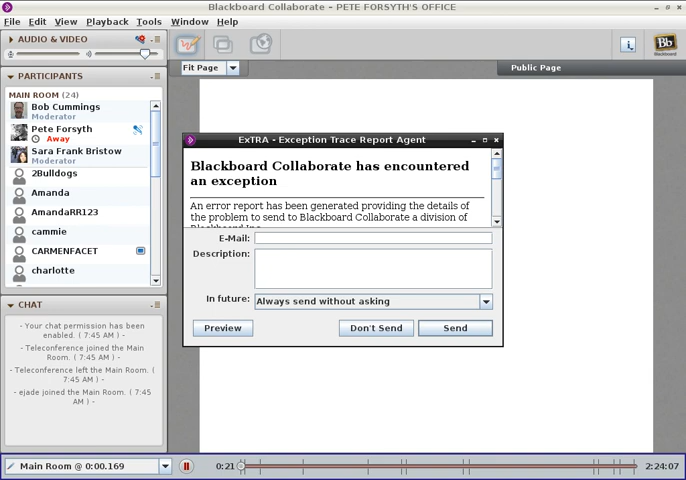 Blackboard Collaborate – PETE FORSYTH'S OFFICE
File Edit View Playback Tools Window Help
AUDIO & VIDEO
PARTICIPANTS
MAIN ROOM (24)
Bob Cummings
Moderator
Pete Forsyth
Away
Sara Frank Bristow
Moderator
2Bulldogs
Amanda
AmandaRR123
cammie
CARMENFACET
charlotte
CHAT
- Your chat permission has been
enabled. ( 7:45 AM ) -
- Teleconference joined the Main
Room. ( 7:45 AM ) -
- Teleconference left the Main Room. (
7:45 AM ) -
- ejade joined the Main Room. ( 7:45
AM ) -
Fit Page
Public Page
Bb
Blackboard
ExTRA - Exception Trace Report Agent
Blackboard Collaborate has encountered
an exception
An error report has been generated providing the details of
the problem to send to Blackboard Collaborate a division of
E-Mail:
Description:
In future: Always send without asking
Preview Don't Send Send
Main Room @ 0:00.169
0:21
2:24:07